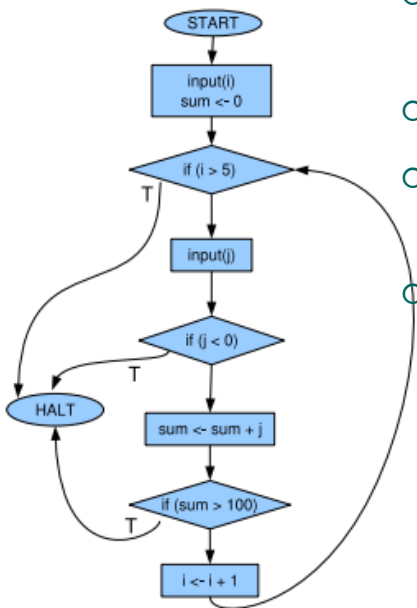 START
input(i)
sum <- 0
if (i > 5)
T
input(j)
if (j < 0)
T
HALT
sum <- sum + j
if (sum > 100)
T
i <- i + 1